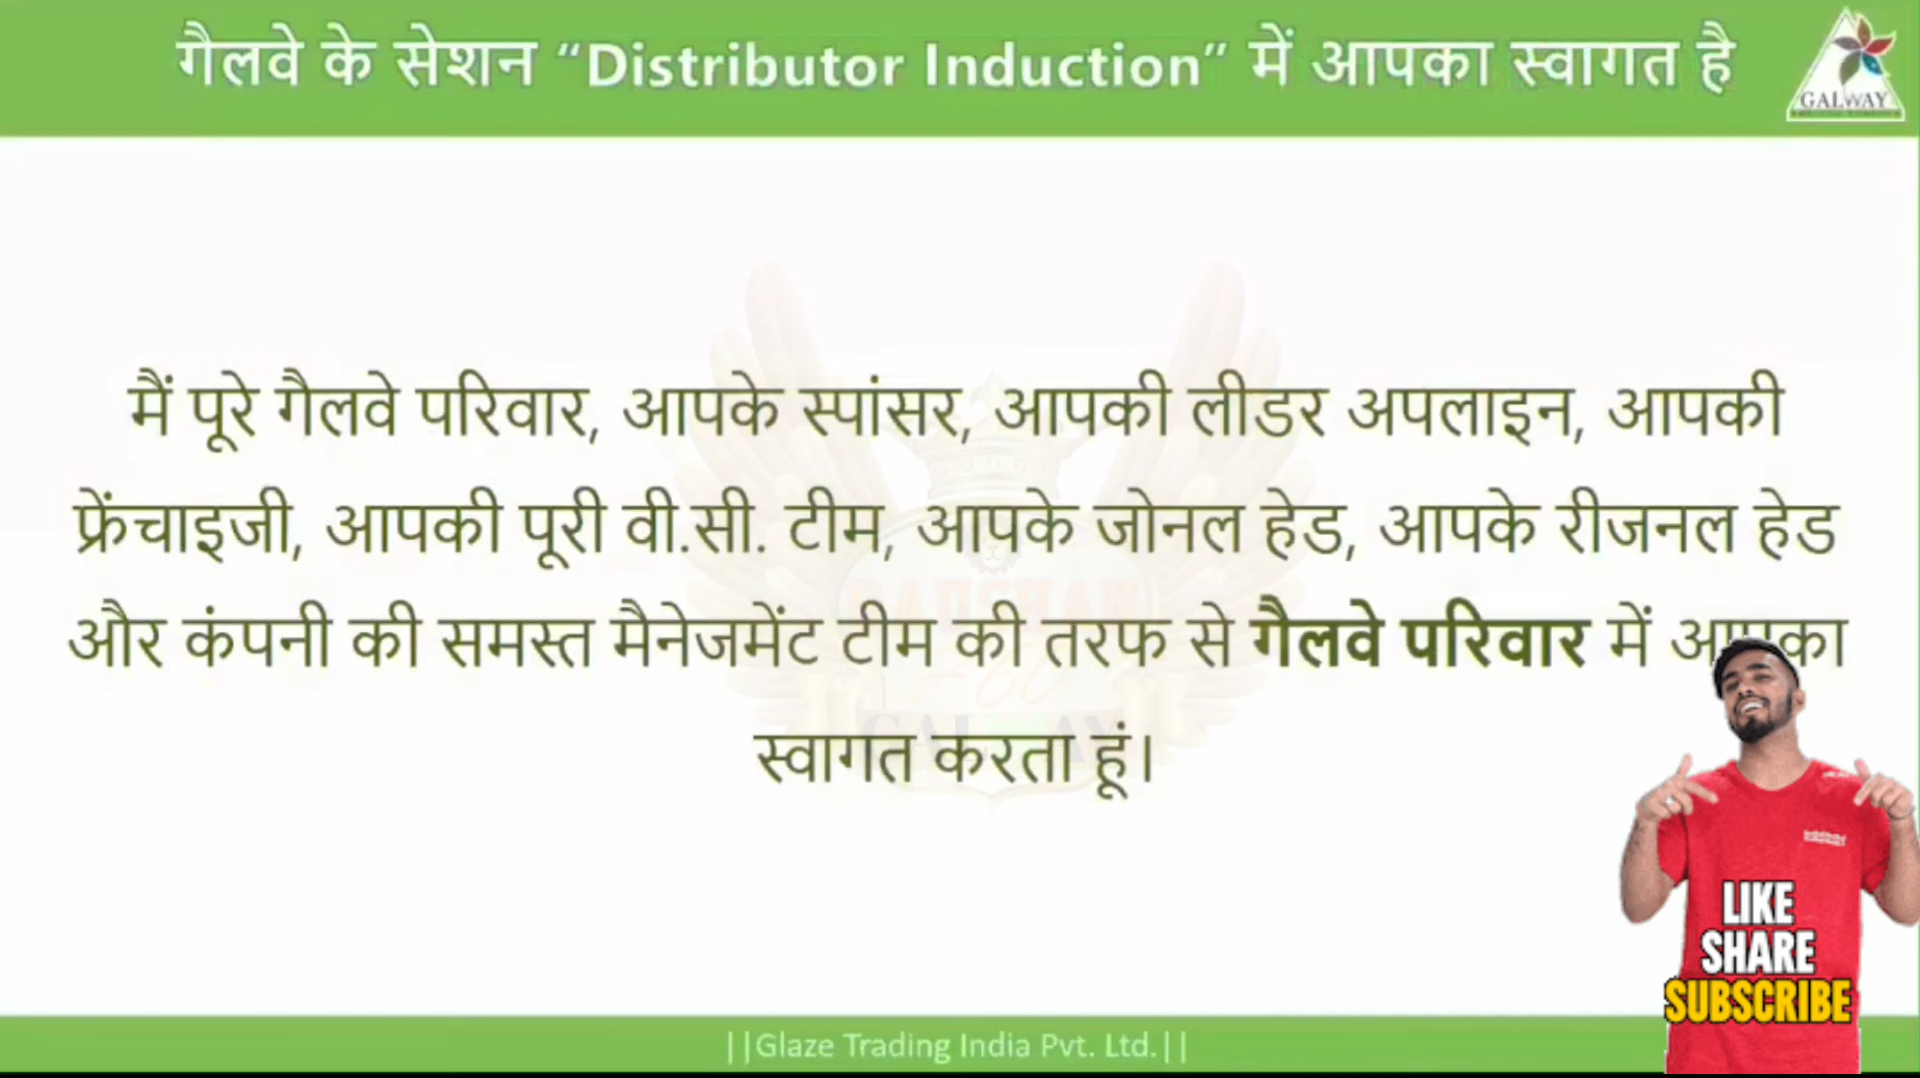 गैलवे के सेशन “Distributor Induction” में आपका स्वागत है
GALWAY
मैं पूरे गैलवे परिवार, आपके स्पांसर, आपकी लीडर अपलाइन, आपकी
फ्रेंचाइजी, आपकी पूरी वी.सी. टीम, आपके जोनल हेड, आपके रीजनल हेड
और कंपनी की समस्त मैनेजमेंट टीम की तरफ से गैलवे परिवार में आपका
स्वागत करता हूं।
GALWAY
LIKE
SHARE
SUBSCRIBE
||Glaze Trading India Pvt. Ltd.||